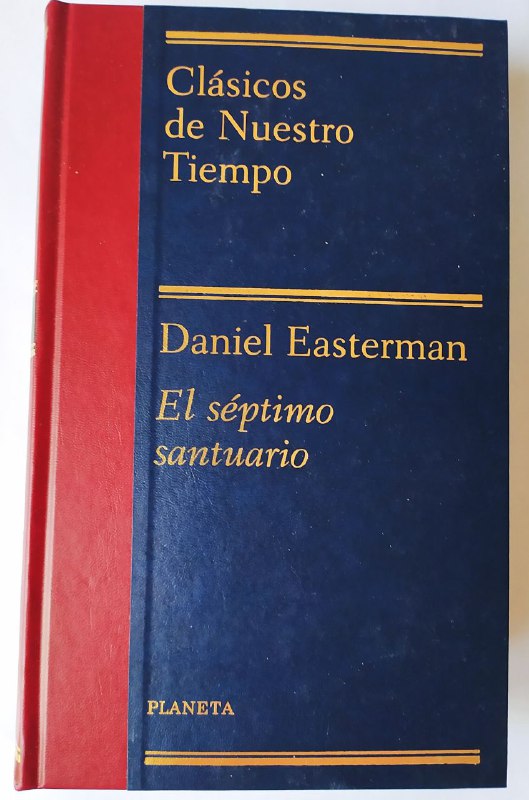 Clásicos
de Nuestro
Tiempo
Daniel Easterman
El séptimo
santuario
PLANETA